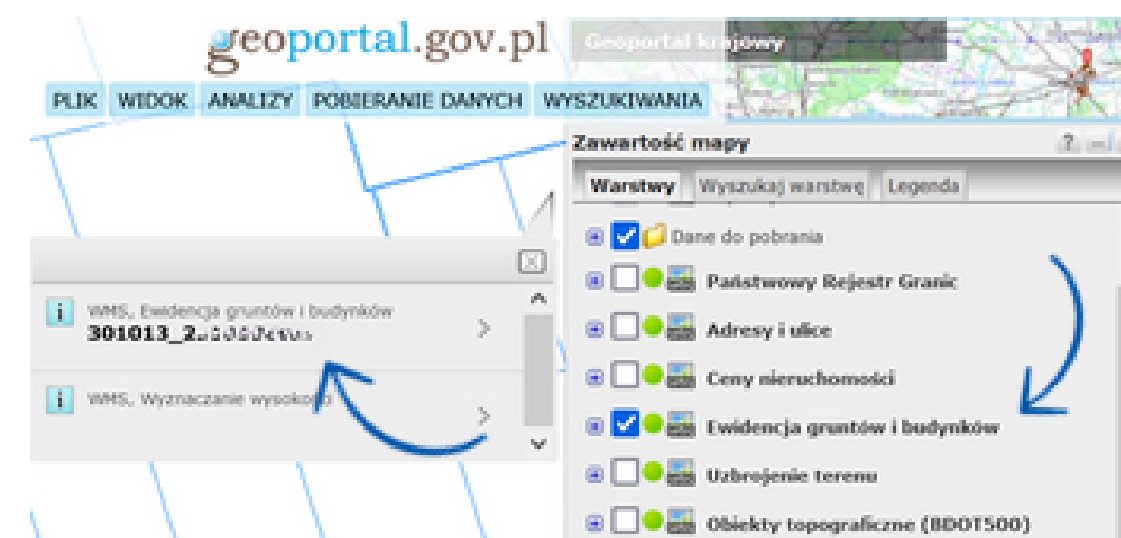 geoportal.gov.pl
Geoportal krajowy
PLIK WIDOK ANALIZY POBIERANIE DANYCH WYSZUKIWANIA
Zawartość mapy
Warstwy Wyszukaj warstwę Legenda
Dane do pobrania
Państwowy Rejestr Granic
Adresy i ulice
Ceny nieruchomości
Ewidencja gruntów i budynków
Uzbrojenie terenu
Obiekty topograficzne (BDOT500)
WMS, Ewidencja gruntów i budynków
301013_2
WMS, Wyznaczanie